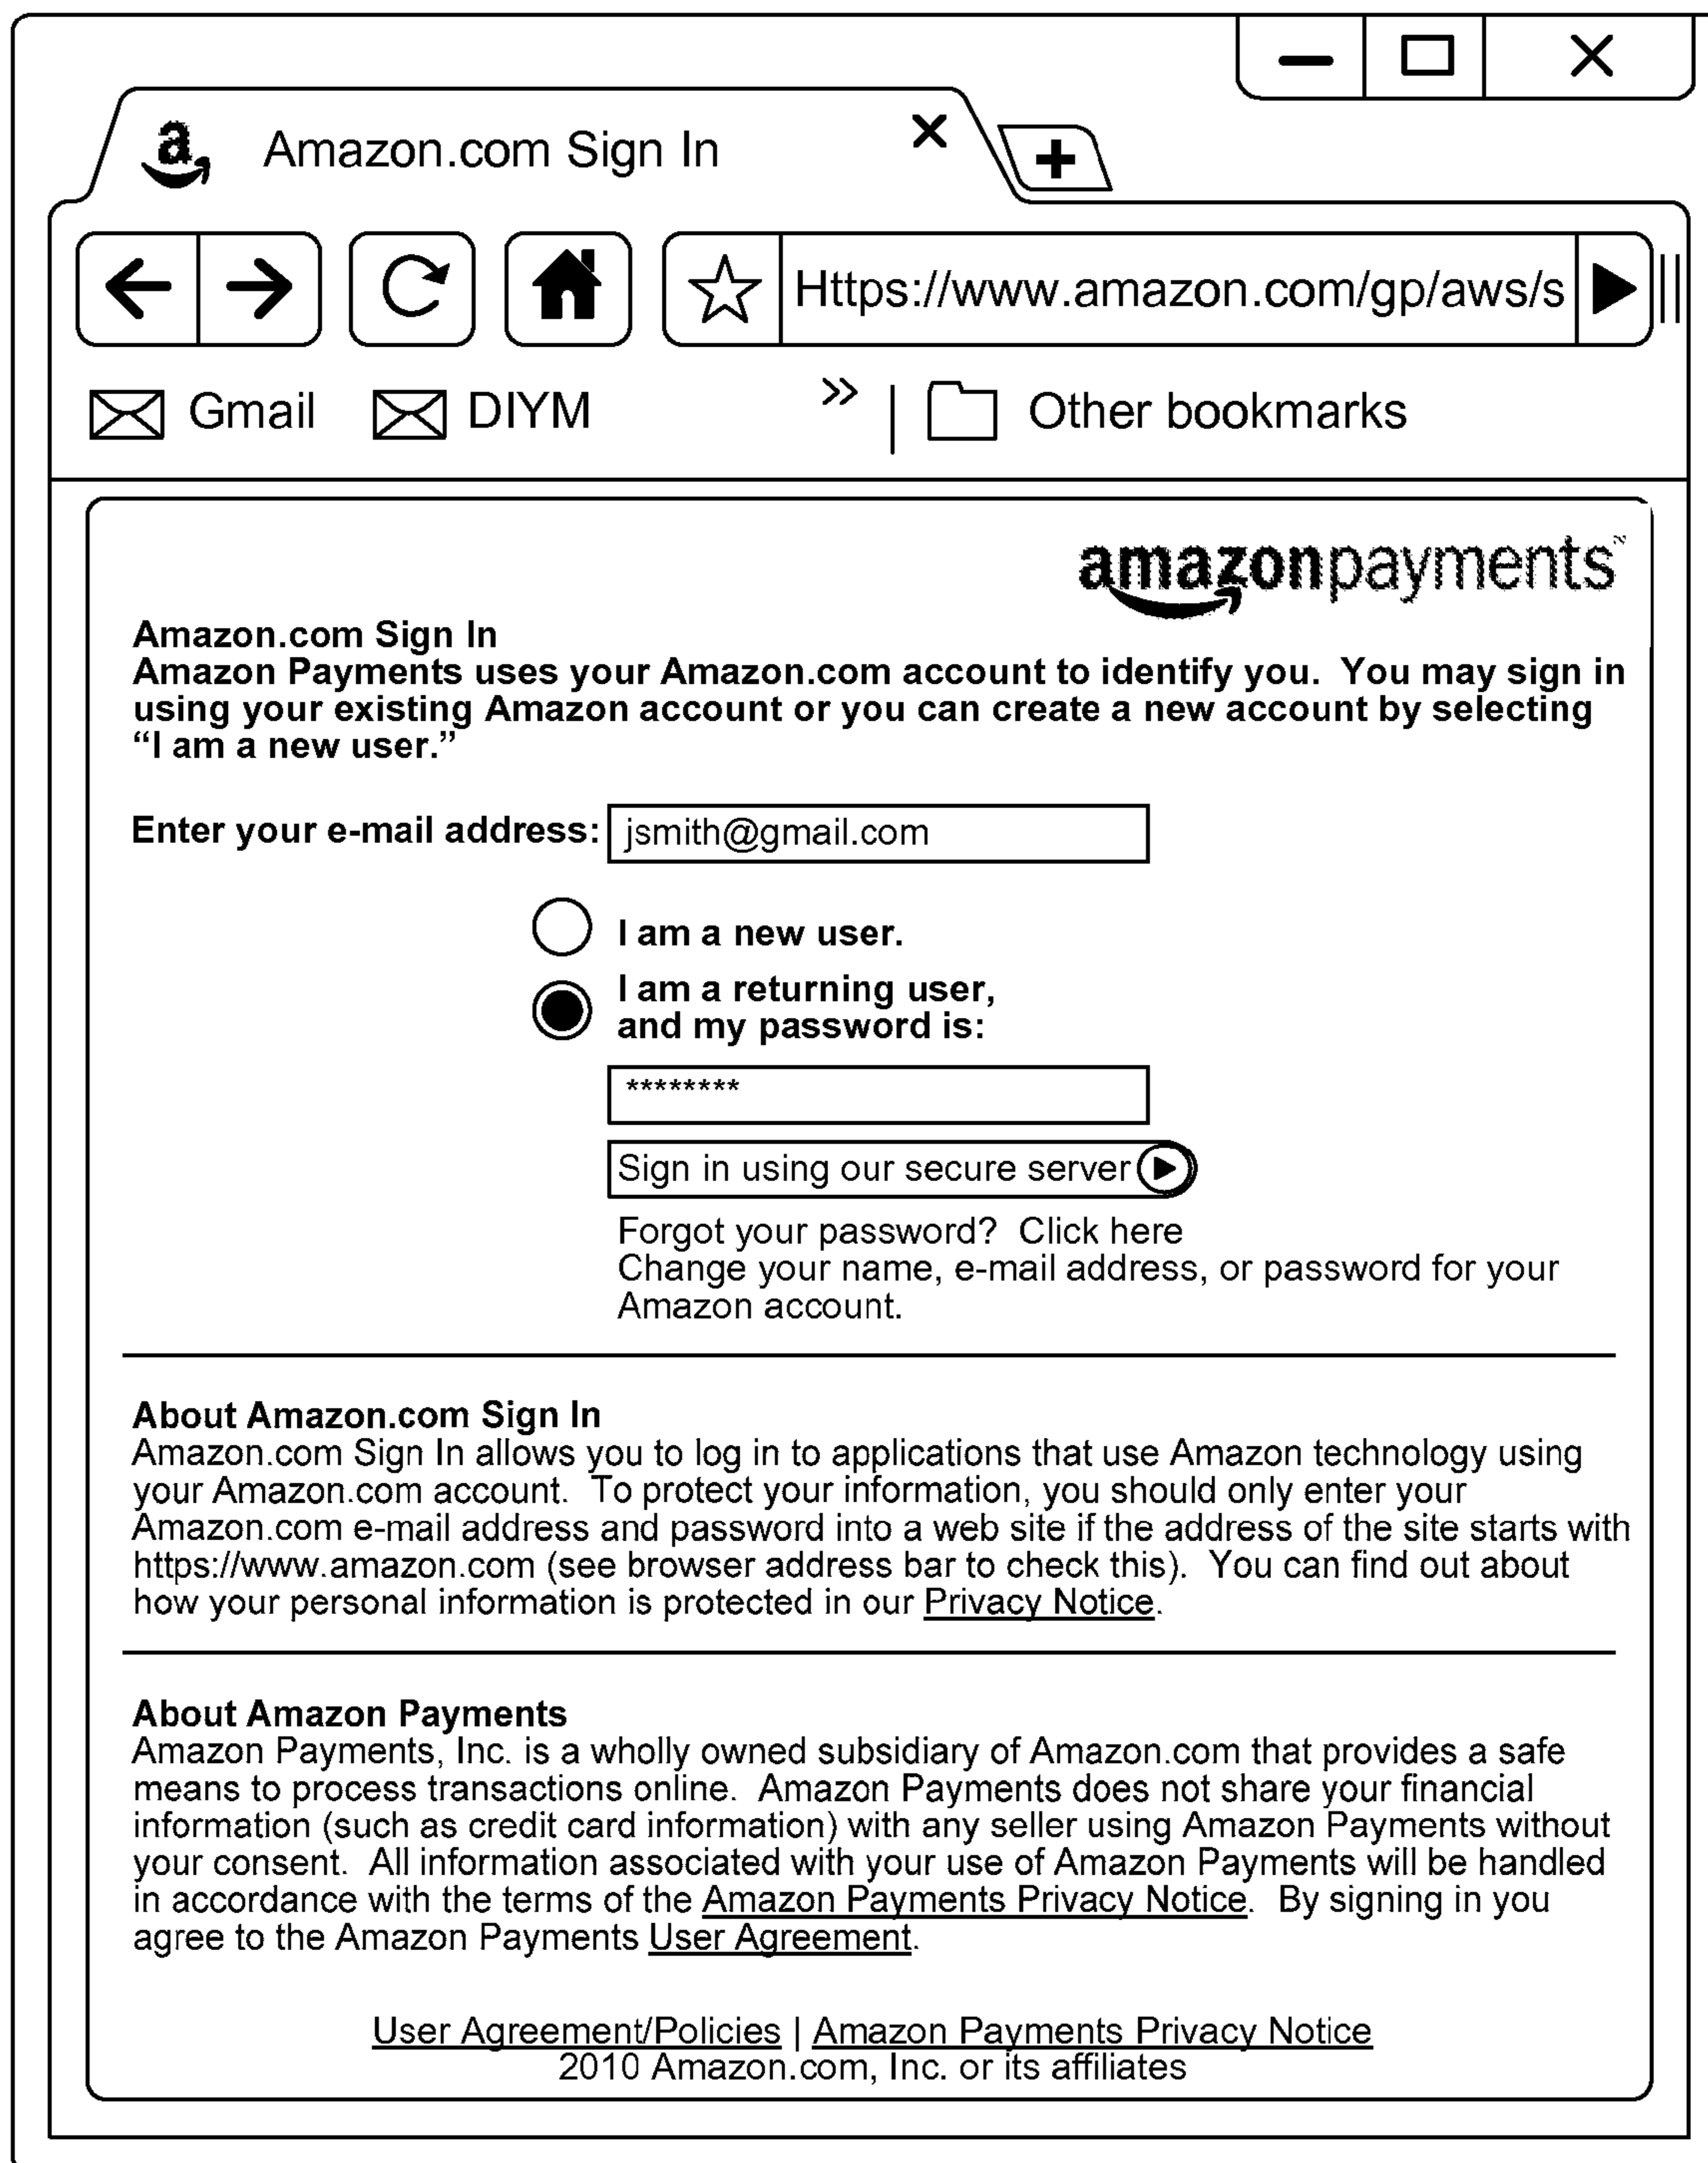 Amazon.com Sign In
Https://www.amazon.com/gp/aws/s
Gmail DIYM » Other bookmarks
amazonpayments™
Amazon.com Sign In
Amazon Payments uses your Amazon.com account to identify you. You may sign in
using your existing Amazon account or you can create a new account by selecting
“I am a new user.”
Enter your e-mail address: jsmith@gmail.com
I am a new user.
I am a returning user,
and my password is:
********
Sign in using our secure server
Forgot your password? Click here
Change your name, e-mail address, or password for your
Amazon account.
About Amazon.com Sign In
Amazon.com Sign In allows you to log in to applications that use Amazon technology using
your Amazon.com account. To protect your information, you should only enter your
Amazon.com e-mail address and password into a web site if the address of the site starts with
https://www.amazon.com (see browser address bar to check this). You can find out about
how your personal information is protected in our Privacy Notice.
About Amazon Payments
Amazon Payments, Inc. is a wholly owned subsidiary of Amazon.com that provides a safe
means to process transactions online. Amazon Payments does not share your financial
information (such as credit card information) with any seller using Amazon Payments without
your consent. All information associated with your use of Amazon Payments will be handled
in accordance with the terms of the Amazon Payments Privacy Notice. By signing in you
agree to the Amazon Payments User Agreement.
User Agreement/Policies | Amazon Payments Privacy Notice
2010 Amazon.com, Inc. or its affiliates